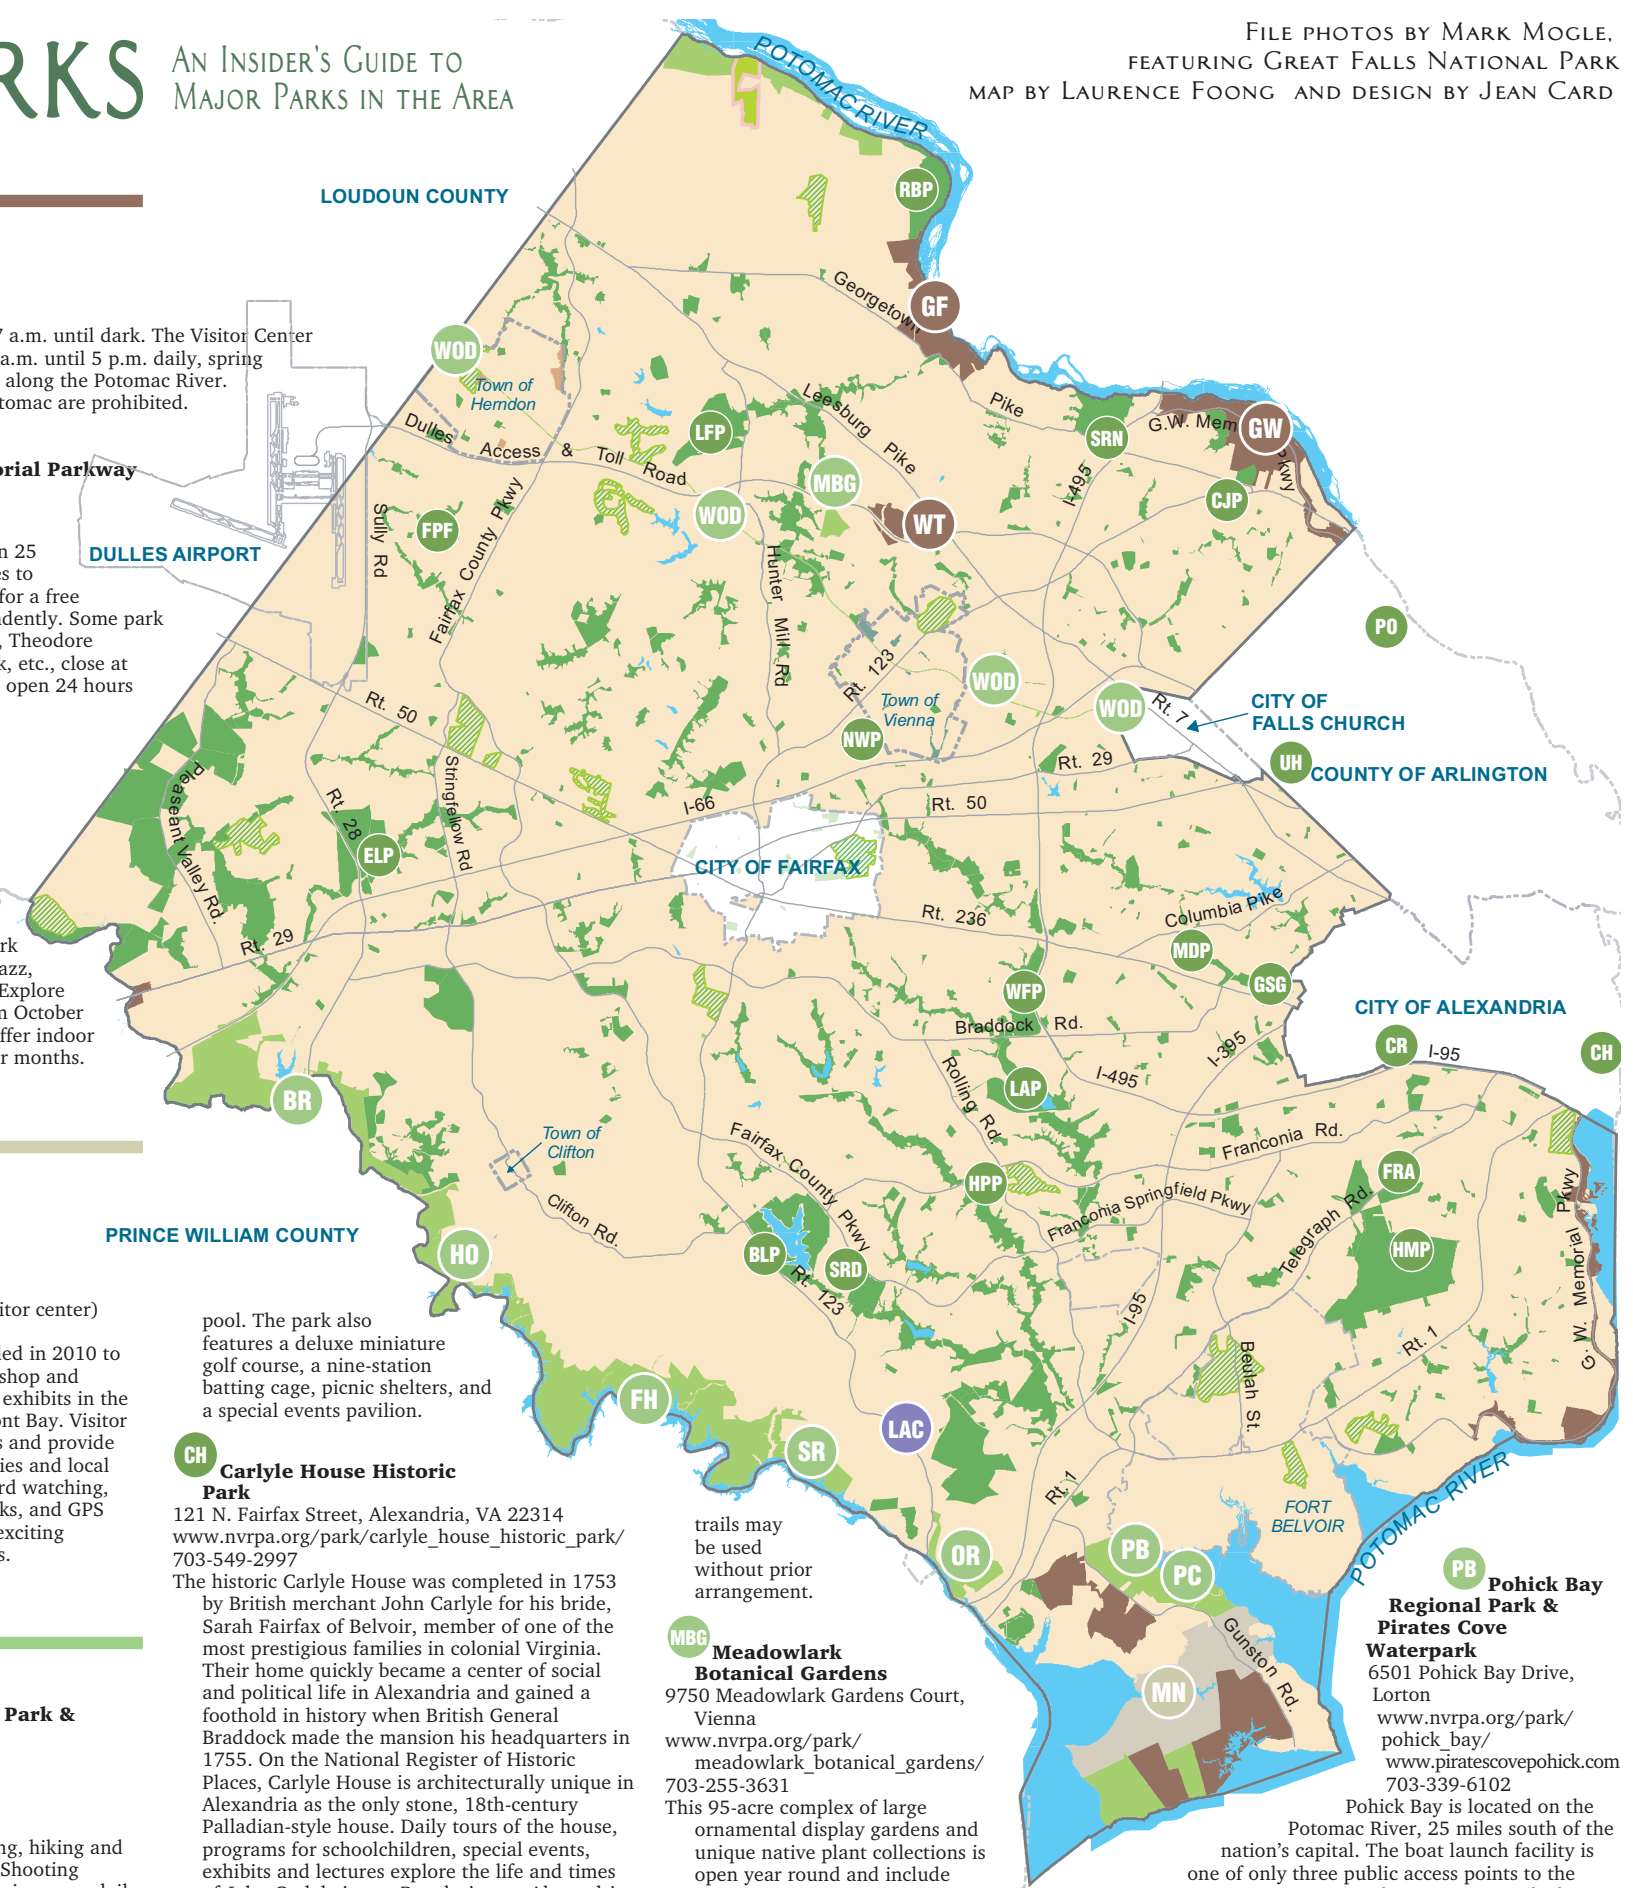 RKS
AN INSIDER'S GUIDE TO
MAJOR PARKS IN THE AREA
FILE PHOTOS BY MARK MOGLE,
FEATURING GREAT FALLS NATIONAL PARK
MAP BY LAURENCE FOONG AND DESIGN BY JEAN CARD
POTOMAC RIVER
LOUDOUN COUNTY
RBP
Georgetown
GF
7 a.m. until dark. The Visitor Center
a.m. until 5 p.m. daily, spring
along the Potomac River.
tomac are prohibited.
WOD
Town of
Herndon
Leesburg Pike
Pike
Dulles Access & Toll Road
LFP
SRN
G.W. Mem
GW
Pkwy
orial Parkway
MBG
I-495
CJP
WOD
WT
FPF
Sully Rd
Fairfax County Pkwy
Hunter Mill Rd
DULLES AIRPORT
n 25
es to
for a free
ndently. Some park
, Theodore
k, etc., close at
open 24 hours
PO
Rt. 123
Town of
Vienna
WOD
WOD
Rt. 7
CITY OF
FALLS CHURCH
NWP
Rt. 50
UH
COUNTY OF ARLINGTON
Rt. 29
Pleasant Valley Rd.
Rt. 28
Stringfellow Rd
I-66
Rt. 50
ELP
CITY OF FAIRFAX
Rt. 236
Columbia Pike
Rt. 29
MDP
rk
azz,
Explore
n October
ffer indoor
r months.
WFP
GSG
Braddock Rd.
CITY OF ALEXANDRIA
CR
I-95
CH
I-395
BR
Rolling Rd.
LAP
I-495
Town of
Clifton
Fairfax County Pkwy
Franconia Rd.
HPP
FRA
Franconia Springfield Pkwy
Telegraph Rd.
G. W. Memorial Pkwy
Clifton Rd.
PRINCE WILLIAM COUNTY
HO
BLP
SRD
Rt. 123
HMP
I-95
Rt. 1
Beulah St.
itor center)
led in 2010 to
shop and
exhibits in the
ont Bay. Visitor
s and provide
ies and local
rd watching,
ks, and GPS
exciting
s.
Park &
ng, hiking and
Shooting
pool. The park also
features a deluxe miniature
golf course, a nine-station
batting cage, picnic shelters, and
a special events pavilion.
FH
LAC
SR
Rt. 1
FORT
BELVOIR
POTOMAC RIVER
OR
PB
PC
Gunston Rd.
MN
CH Carlyle House Historic
Park
121 N. Fairfax Street, Alexandria, VA 22314
www.nvrpa.org/park/carlyle_house_historic_park/
703-549-2997
The historic Carlyle House was completed in 1753
by British merchant John Carlyle for his bride,
Sarah Fairfax of Belvoir, member of one of the
most prestigious families in colonial Virginia.
Their home quickly became a center of social
and political life in Alexandria and gained a
foothold in history when British General
Braddock made the mansion his headquarters in
1755. On the National Register of Historic
Places, Carlyle House is architecturally unique in
Alexandria as the only stone, 18th-century
Palladian-style house. Daily tours of the house,
programs for schoolchildren, special events,
exhibits and lectures explore the life and times
trails may
be used
without prior
arrangement.
MBG Meadowlark
Botanical Gardens
9750 Meadowlark Gardens Court,
Vienna
www.nvrpa.org/park/
meadowlark_botanical_gardens/
703-255-3631
This 95-acre complex of large
ornamental display gardens and
unique native plant collections is
open year round and include
PB Pohick Bay
Regional Park &
Pirates Cove
Waterpark
6501 Pohick Bay Drive,
Lorton
www.nvrpa.org/park/
pohick_bay/
www.piratescovepohick.com
703-339-6102
Pohick Bay is located on the
Potomac River, 25 miles south of the
nation's capital. The boat launch facility is
one of only three public access points to the